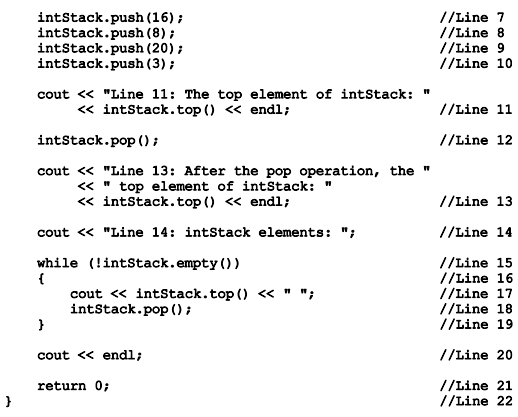 intStack.push(16); //Line 7
intStack.push(8); //Line 8
intStack.push(20); //Line 9
intStack.push(3); //Line 10
cout << "Line 11: The top element of intStack: "
<< intStack.top() << endl; //Line 11
intStack.pop(); //Line 12
cout << "Line 13: After the pop operation, the "
<< " top element of intStack: "
<< intStack.top() << endl; //Line 13
cout << "Line 14: intStack elements: "; //Line 14
while (!intStack.empty()) //Line 15
{ //Line 16
cout << intStack.top() << " "; //Line 17
intStack.pop(); //Line 18
} //Line 19
cout << endl; //Line 20
return 0; //Line 21
} //Line 22